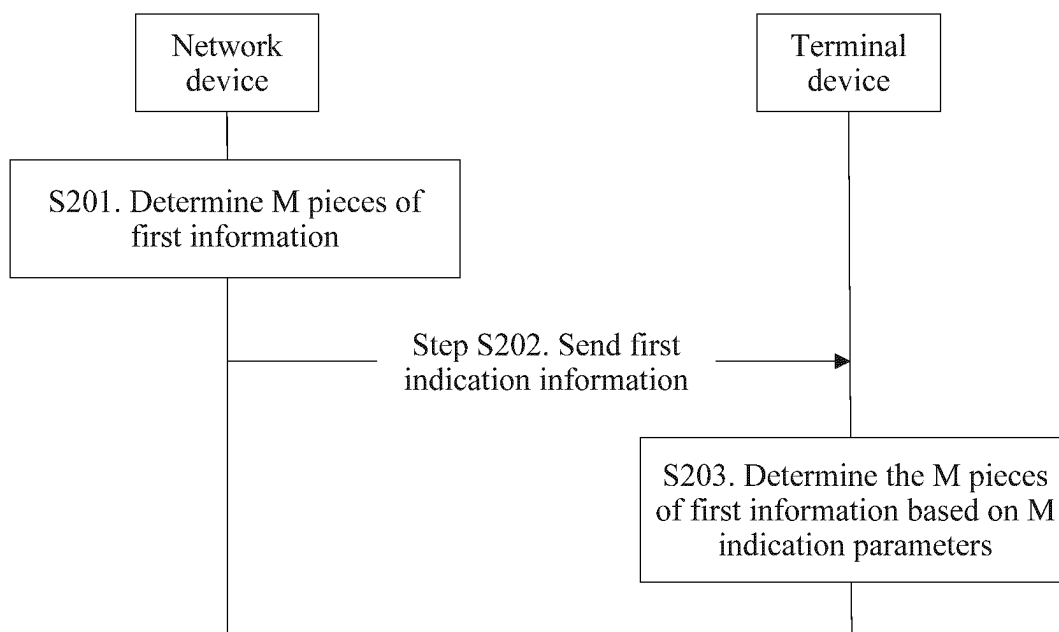 Network
device
Terminal
device
S201. Determine M pieces of
first information
Step S202. Send first
indication information
S203. Determine the M pieces
of first information based on M
indication parameters